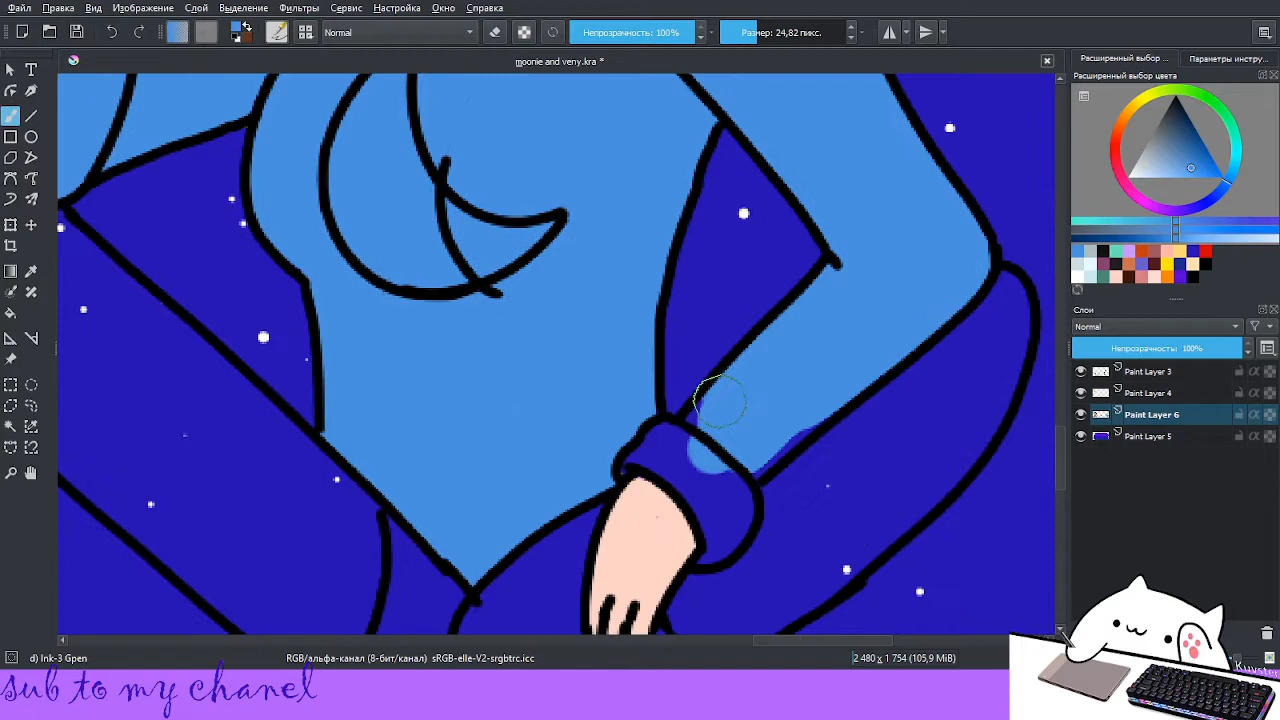 Файл Правка Вид Изображение Слой Выделение Фильтры Сервис Настройка Окно Справка
Normal Непрозрачность: 100% Размер: 24,82 пикс.
moonie and veny.kra *
Расширенный выбор ... Параметры инстру...
Расширенный выбор цвета
Слои
Normal
Непрозрачность: 100%
Paint Layer 3
Paint Layer 4
Paint Layer 6
Paint Layer 5
d) Ink-3 Gpen RGB/альфа-канал (8-бит/канал) sRGB-elle-V2-srgbtrc.icc 2 480 x 1 754 (105,9 МиБ)
sub to my chanel